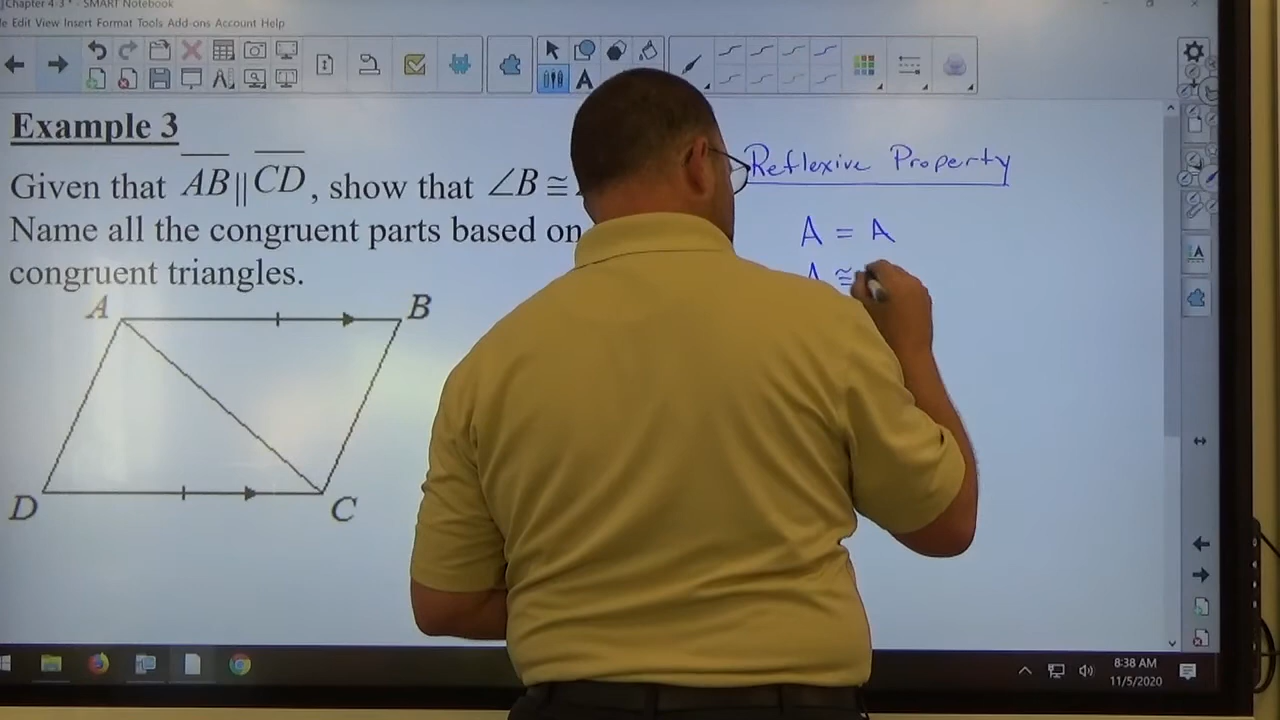 Chapter 4-3 * - SMART Notebook
Edit View Insert Format Tools Add-ons Account Help
Example 3
Given that AB || CD, show that ∠B ≅
Name all the congruent parts based on
congruent triangles.
Reflexive Property
A = A
A ≅
A
B
D
C
8:38 AM
11/5/2020